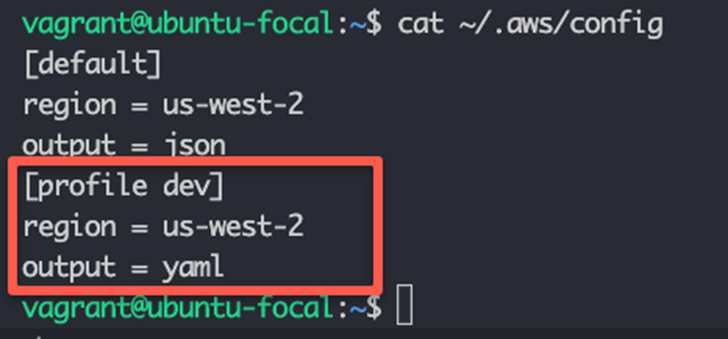 vagrant@ubuntu-focal:~$ cat ~/.aws/config
[default]
region = us-west-2
output = json
[profile dev]
region = us-west-2
output = yaml
vagrant@ubuntu-focal:~$